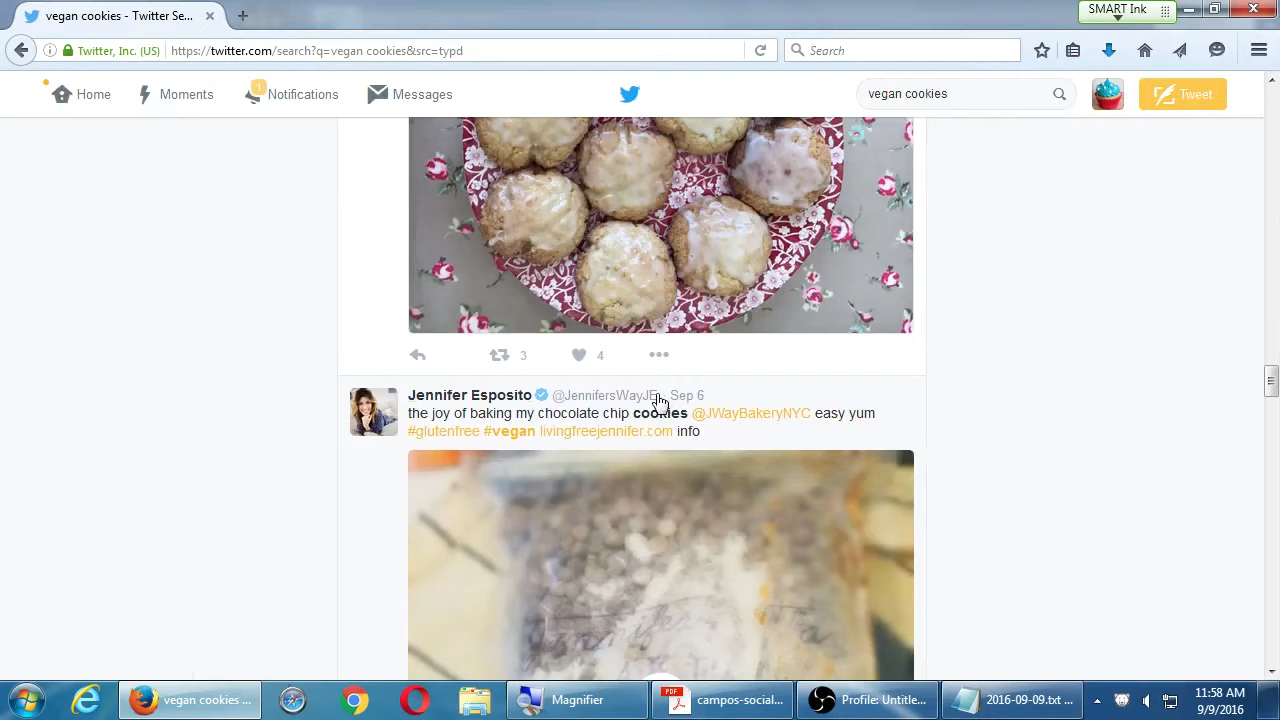 vegan cookies - Twitter Se...
SMART Ink
Twitter, Inc. (US)
https://twitter.com/search?q=vegan cookies&src=typd
Search
Home
Moments
1
Notifications
Messages
vegan cookies
Tweet
3
4
Jennifer Esposito @JennifersWayJE Sep 6
the joy of baking my chocolate chip cookies @JWayBakeryNYC easy yum
#glutenfree #vegan livingfreejennifer.com info
vegan cookies ...
Magnifier
PDF
campos-social...
Profile: Untitle...
2016-09-09.txt ...
11:58 AM
9/9/2016